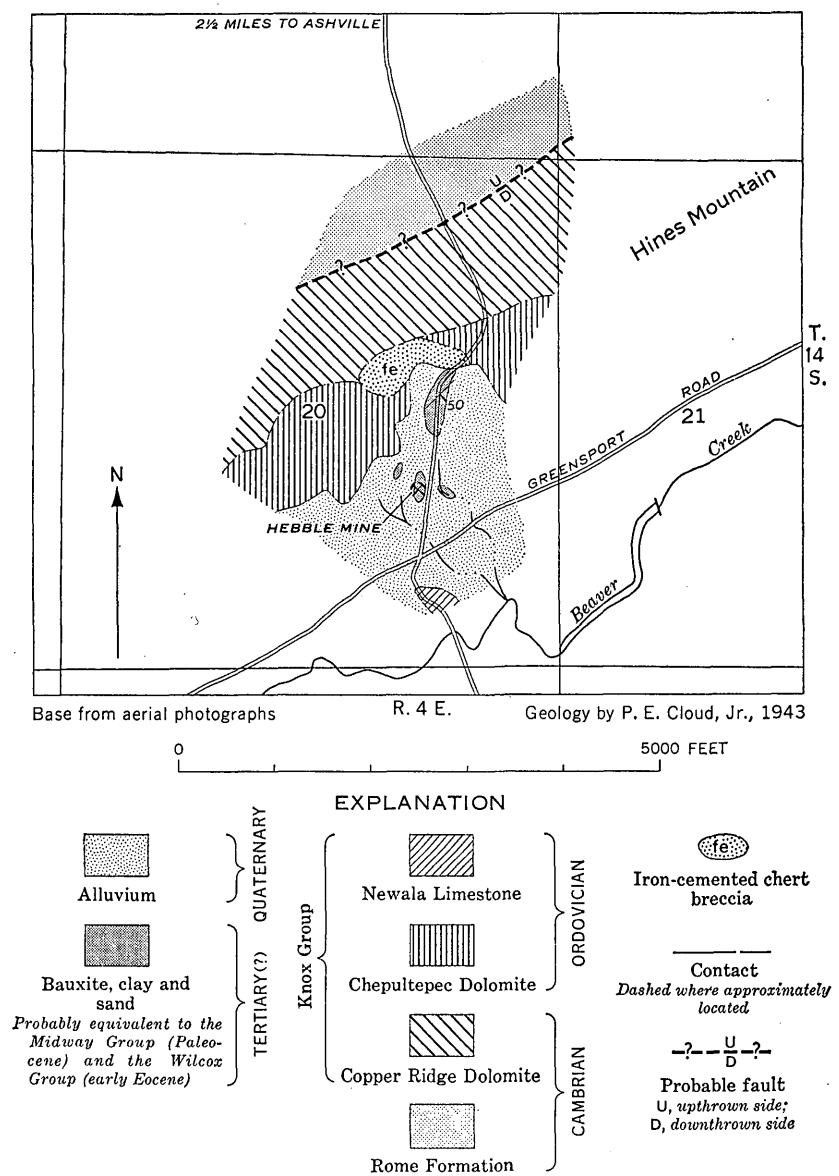 2½ MILES TO ASHVILLE
Hines Mountain
U
D
?
?
?
?
T.
14
S.
fe
20
50
ROAD
21
GREENSPORT
Creek
N
HEBBLE MINE
Beaver
Base from aerial photographs
R. 4 E.
Geology by P. E. Cloud, Jr., 1943
0
5000 FEET
EXPLANATION
Alluvium
QUATERNARY
Bauxite, clay and
sand
Probably equivalent to the
Midway Group (Paleo-
cene) and the Wilcox
Group (early Eocene)
TERTIARY(?)
Knox Group
Newala Limestone
Chepultepec Dolomite
ORDOVICIAN
Copper Ridge Dolomite
Rome Formation
CAMBRIAN
fe
Iron-cemented chert
breccia
Contact
Dashed where approximately
located
? U ?
D
Probable fault
U, upthrown side;
D, downthrown side